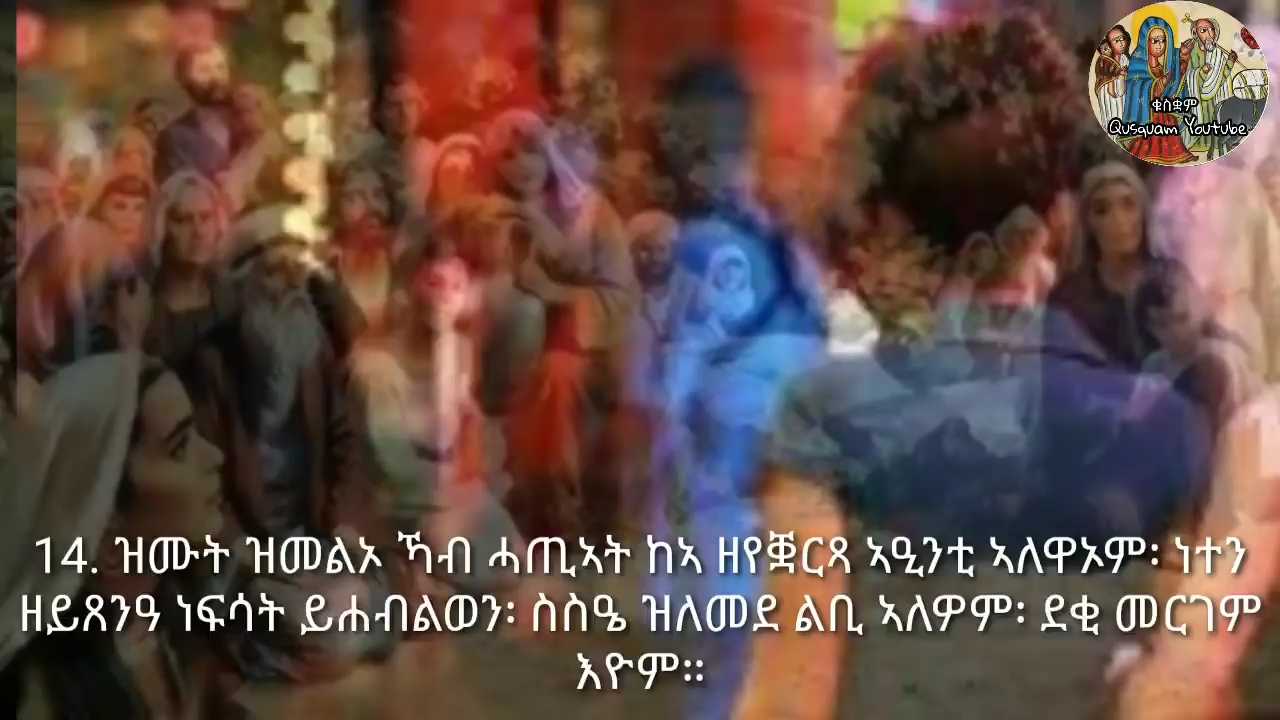 ቁስቋም
Qusquam Youtube
14. ዝሙት ዝመልኦ ኻብ ሓጢኣት ከኣ ዘየቛርጻ ኣዒንቲ ኣለዋኦም፡ ነተን
ዘይጸንዓ ነፍሳት ይሐብልወን፡ ስስዔ ዝለመደ ልቢ ኣለዎም፡ ደቂ መርገም
እዮም።